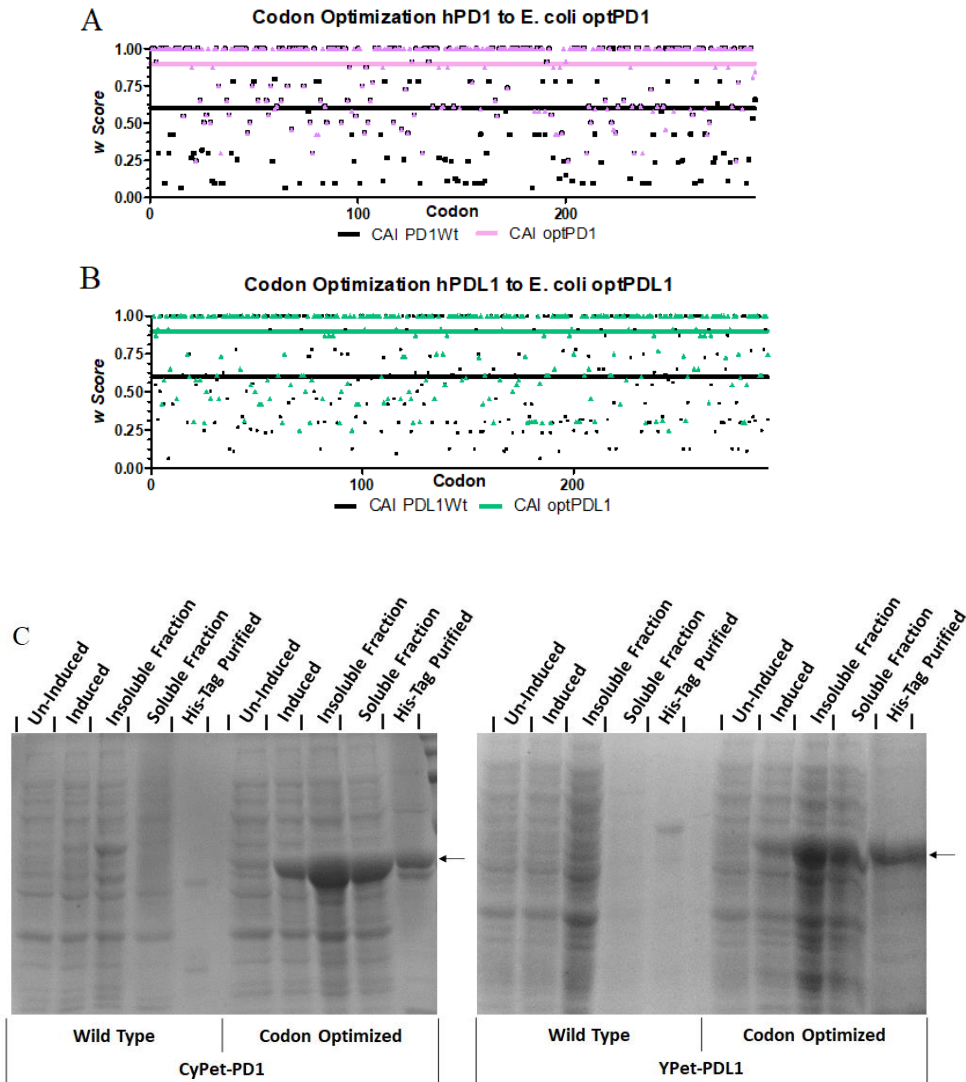 A
Codon Optimization hPD1 to E. coli optPD1
w Score
1.00
0.75
0.50
0.25
0.00
0
100
200
Codon
CAI PD1Wt
CAI optPD1
B
Codon Optimization hPDL1 to E. coli optPDL1
w Score
1.00
0.75
0.50
0.25
0.00
0
100
200
Codon
CAI PDL1Wt
CAI optPDL1
C
Un-Induced
Induced
Insoluble Fraction
Soluble Fraction
His-Tag Purified
Un-Induced
Induced
Insoluble Fraction
Soluble Fraction
His-Tag Purified
Un-Induced
Induced
Insoluble Fraction
Soluble Fraction
His-Tag Purified
Un-Induced
Induced
Insoluble Fraction
Soluble Fraction
His-Tag Purified
Wild Type
Codon Optimized
Wild Type
Codon Optimized
CyPet-PD1
YPet-PDL1